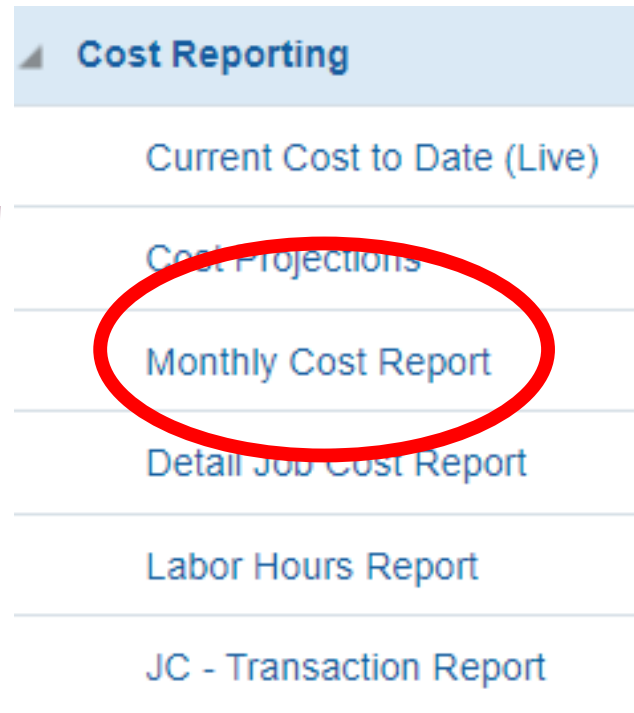 Cost Reporting
Current Cost to Date (Live)
Cost Projections
Monthly Cost Report
Detail Job Cost Report
Labor Hours Report
JC - Transaction Report